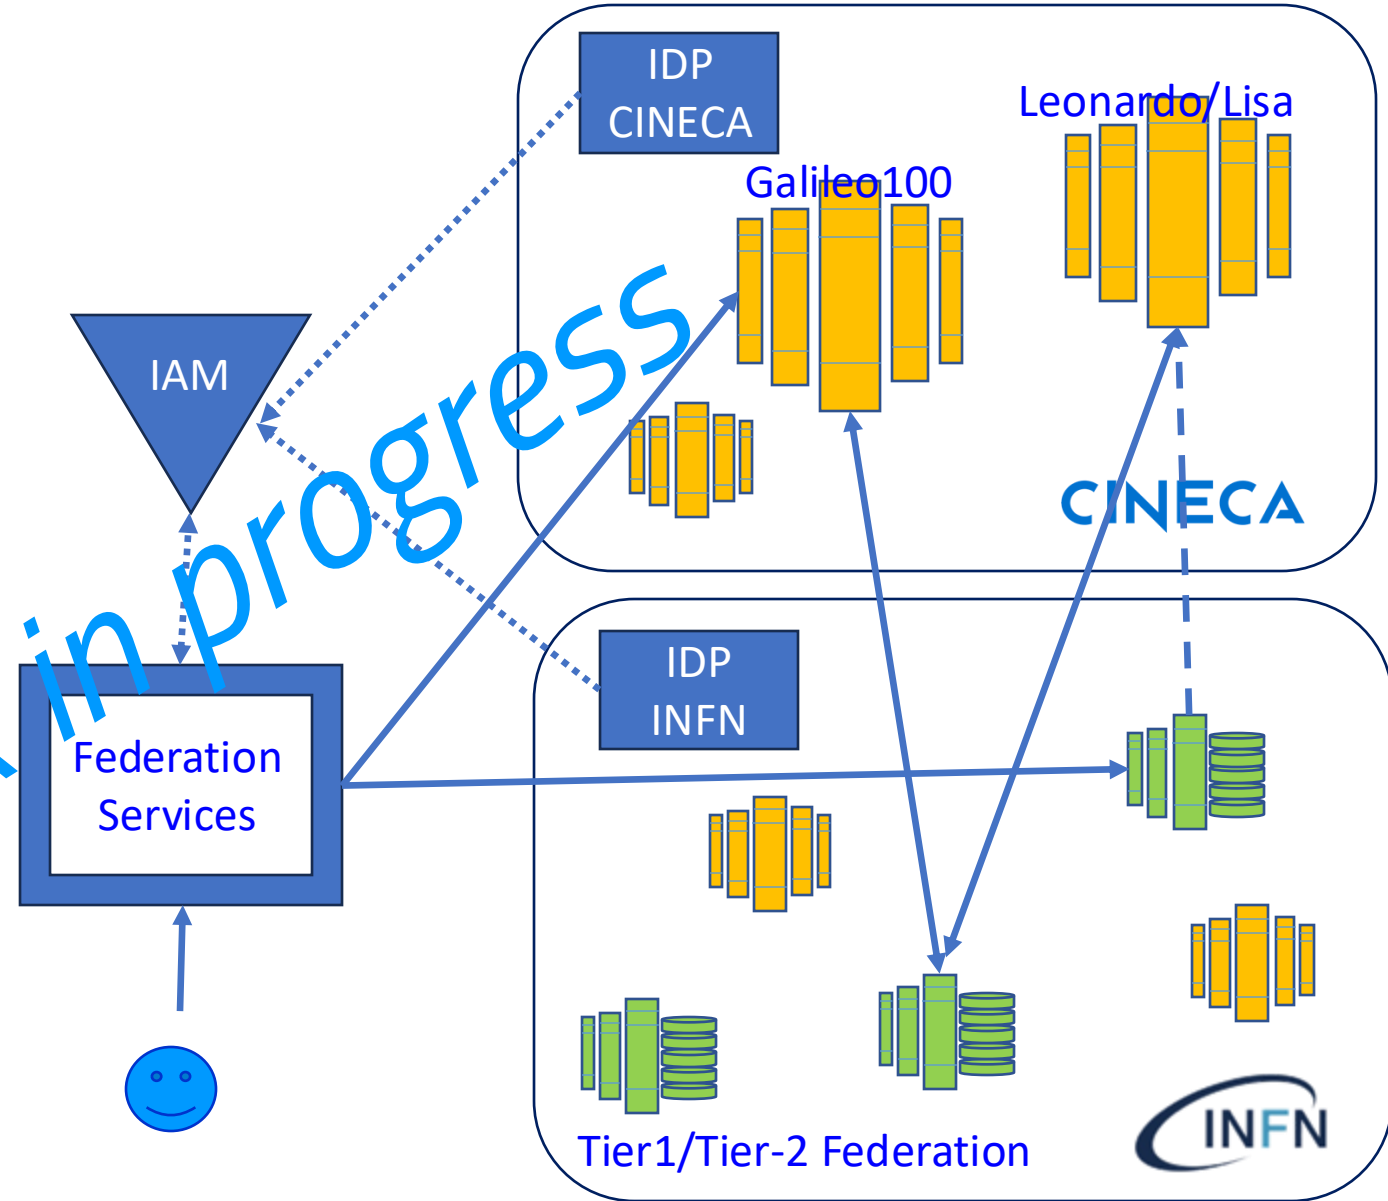 IDP
CINECA
Leonardo/Lisa
Galileo100
IAM
in progress
CINECA
IDP
INFN
Federation
Services
Tier1/Tier-2 Federation
INFN